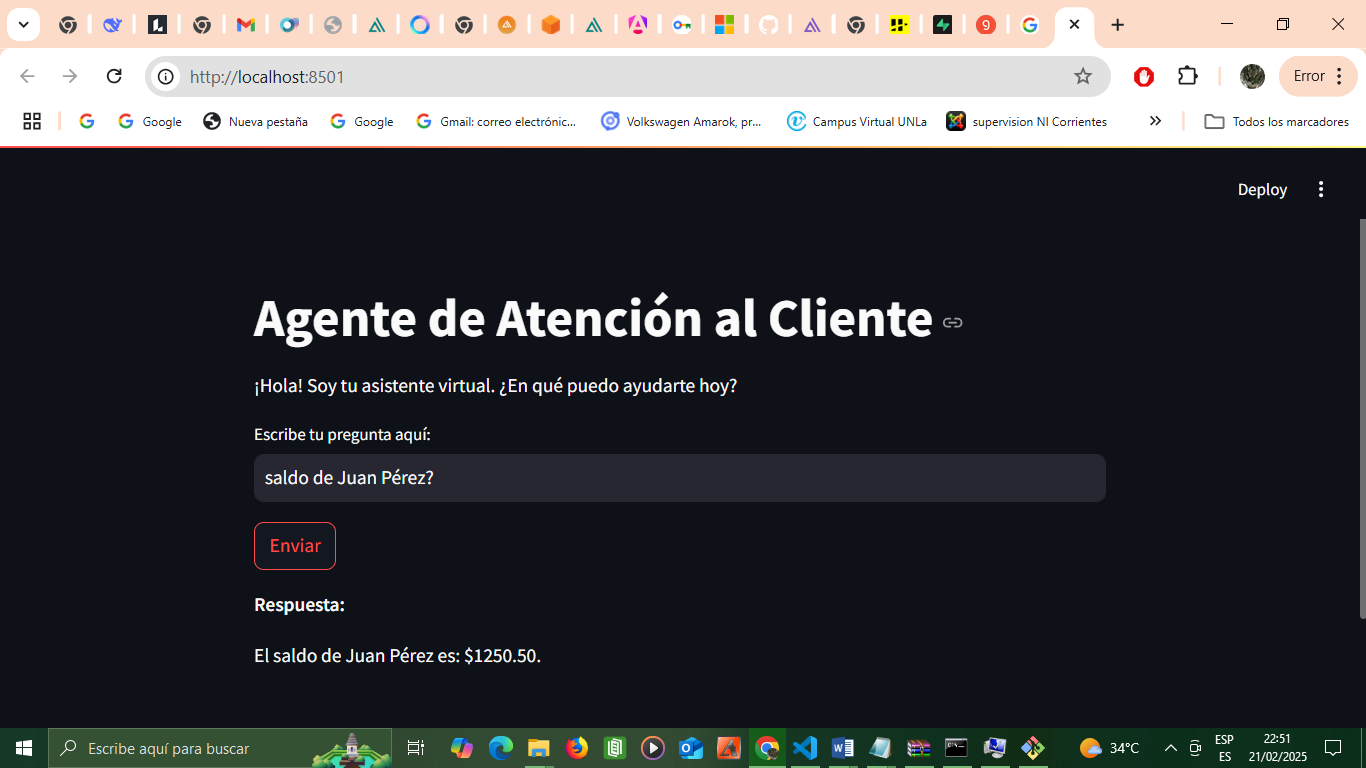 9
http://localhost:8501
Error
Google
Nueva pestaña
Google
Gmail: correo electrónic...
Volkswagen Amarok, pr...
Campus Virtual UNLa
supervision NI Corrientes
Todos los marcadores
Deploy
Agente de Atención al Cliente
¡Hola! Soy tu asistente virtual. ¿En qué puedo ayudarte hoy?
Escribe tu pregunta aquí:
saldo de Juan Pérez?
Enviar
Respuesta:
El saldo de Juan Pérez es: $1250.50.
Escribe aquí para buscar
34°C
ESP
ES
22:51
21/02/2025